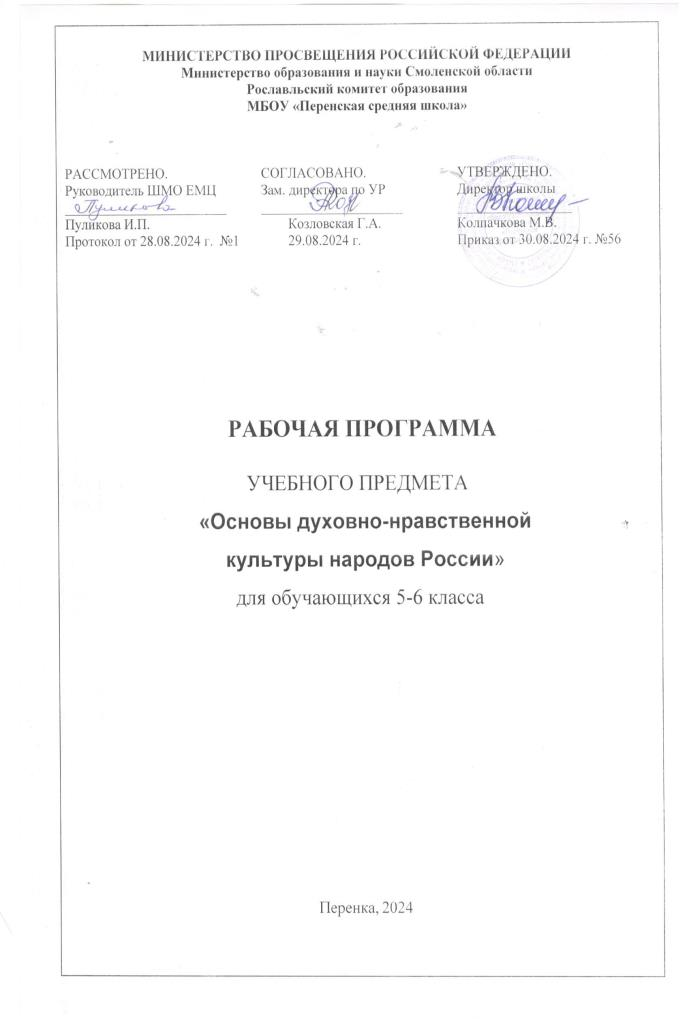 МИНИСТЕРСТВО ПРОСВЕЩЕНИЯ РОССИЙСКОЙ ФЕДЕРАЦИИ
Министерство образования и науки Смоленской области
Рославльский комитет образования
МБОУ «Перенская средняя школа»
РАССМОТРЕНО.
Руководитель ШМО ЕМЦ
Пуликова
Пуликова И.П.
Протокол от 28.08.2024 г. №1
СОГЛАСОВАНО.
Зам. директора по УР
Козловская Г.А.
29.08.2024 г.
УТВЕРЖДЕНО.
Директор школы
Колпачкова М.В.
Приказ от 30.08.2024 г. №56
РАБОЧАЯ ПРОГРАММА
УЧЕБНОГО ПРЕДМЕТА
«Основы духовно-нравственной
культуры народов России»
для обучающихся 5-6 класса
Перенка, 2024